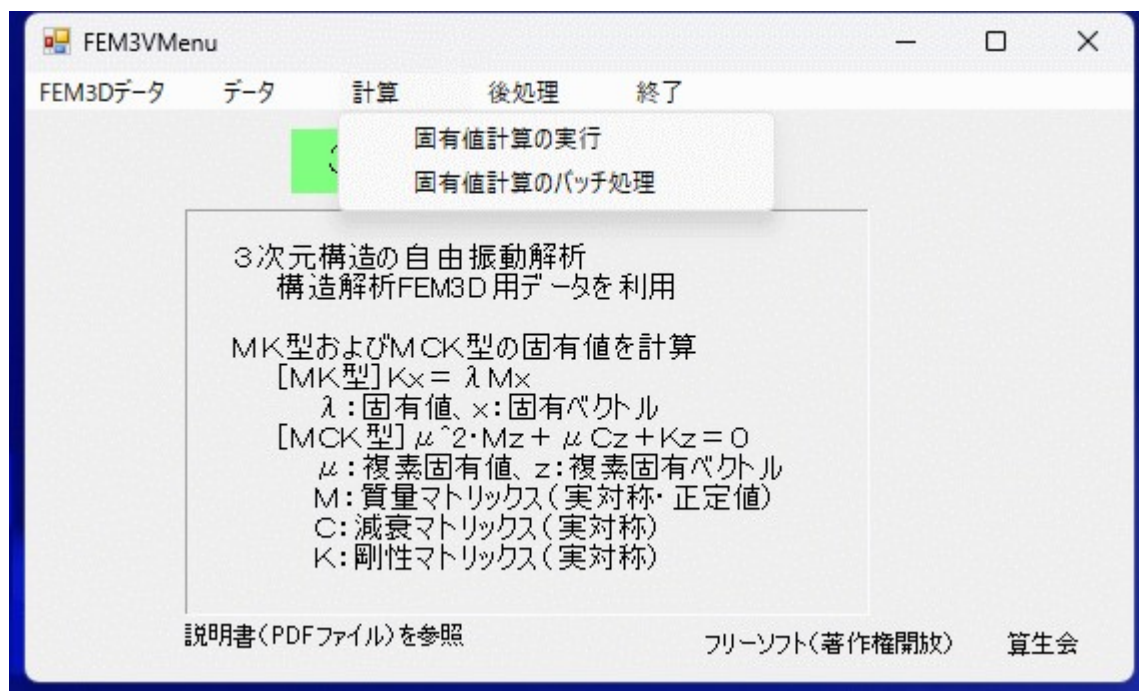 FEM3VMenu
FEM3Dデータ データ 計算 後処理 終了
固有値計算の実行
固有値計算のバッチ処理
３次元構造の自由振動解析
構造解析FEM3D用データを利用
ＭＫ型およびＭＣＫ型の固有値を計算
［ＭＫ型］Ｋｘ＝λＭｘ
λ：固有値、ｘ：固有ベクトル
［ＭＣＫ型］μ^2・Ｍｚ＋μＣｚ＋Ｋｚ＝０
μ：複素固有値、ｚ：複素固有ベクトル
Ｍ：質量マトリックス（実対称・正定値）
Ｃ：減衰マトリックス（実対称）
Ｋ：剛性マトリックス（実対称）
説明書（PDFファイル）を参照
フリーソフト（著作権開放） 算生会